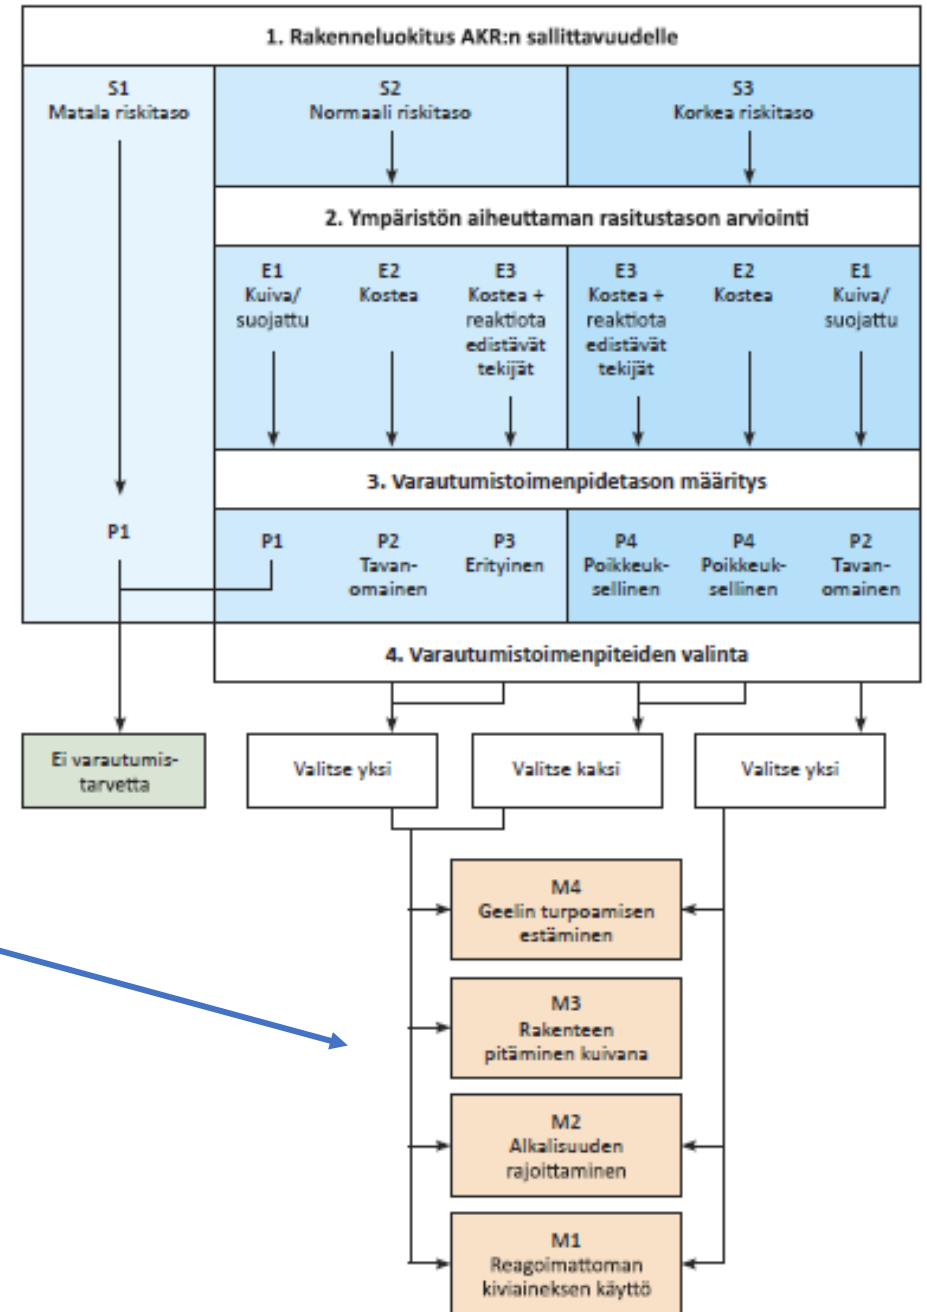 1. Rakenneluokitus AKR:n sallittavuudelle
S1
Matala riskitaso
S2
Normaali riskitaso
S3
Korkea riskitaso
2. Ympäristön aiheuttaman rasitustason arviointi
E1
Kuiva/
suojattu
E2
Kostea
E3
Kostea +
reaktiota
edistävät
tekijät
E3
Kostea +
reaktiota
edistävät
tekijät
E2
Kostea
E1
Kuiva/
suojattu
3. Varautumistoimenpidetason määritys
P1
P1
P2
Tavan-
omainen
P3
Erityinen
P4
Poikkeuk-
sellinen
P4
Poikkeuk-
sellinen
P2
Tavan-
omainen
4. Varautumistoimenpiteiden valinta
Ei varautumis-
tarvetta
Valitse yksi
Valitse kaksi
Valitse yksi
M4
Geelin turpoamisen
estäminen
M3
Rakenteen
pitäminen kuivana
M2
Alkalisuuden
rajoittaminen
M1
Reagoimattoman
kiviaineksen käyttö